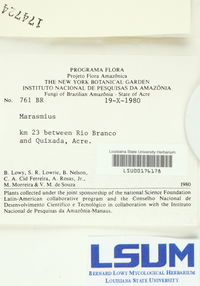 174724
PROGRAMA FLORA
Projeto Flora Amazônica
THE NEW YORK BOTANICAL GARDEN
INSTITUTO NACIONAL DE PESQUISAS DA AMAZÔNIA
Fungi of Brazilian Amazônia - State of Acre
No. 761 BR 19-X-1980
Marasmius
km 23 between Rio Branco
and Quixada, Acre.
Louisiana State University Herbarium
LSU00174178
B. Lowy, S. R. Lowrie, B. Nelson,
C. A. Cid Ferreira, A. Rosas, Jr.,
M. Morreira & V. M. de Souza 1980
Plants collected under the joint sponsorship of the national Science Foundation
Latin-American collaborative program and the Conselho Nacional de
Desenvolvimento Científico e Tecnológico in collaboration with the Instituto
Nacional de Pesquisas da Amazônia-Manaus.
LSUM
BERNARD LOWY MYCOLOGICAL HERBARIUM
LOUISIANA STATE UNIVERSITY